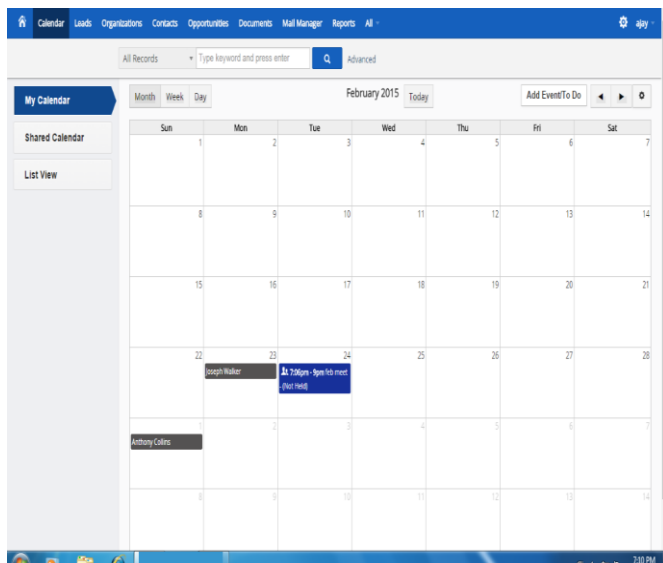 Calendar Leads Organizations Contacts Opportunities Documents Mail Manager Reports All ajay
All Records Type keyword and press enter Advanced
My Calendar
Shared Calendar
List View
Month Week Day February 2015 Today Add Event/To Do
Sun Mon Tue Wed Thu Fri Sat
1 2 3 4 5 6 7
8 9 10 11 12 13 14
15 16 17 18 19 20 21
22 23 24 25 26 27 28
Joseph Walker 7:06pm - 9pm feb meet
- (Not Held)
1 2 3 4 5 6 7
Anthony Collins
8 9 10 11 12 13 14
7:10 PM